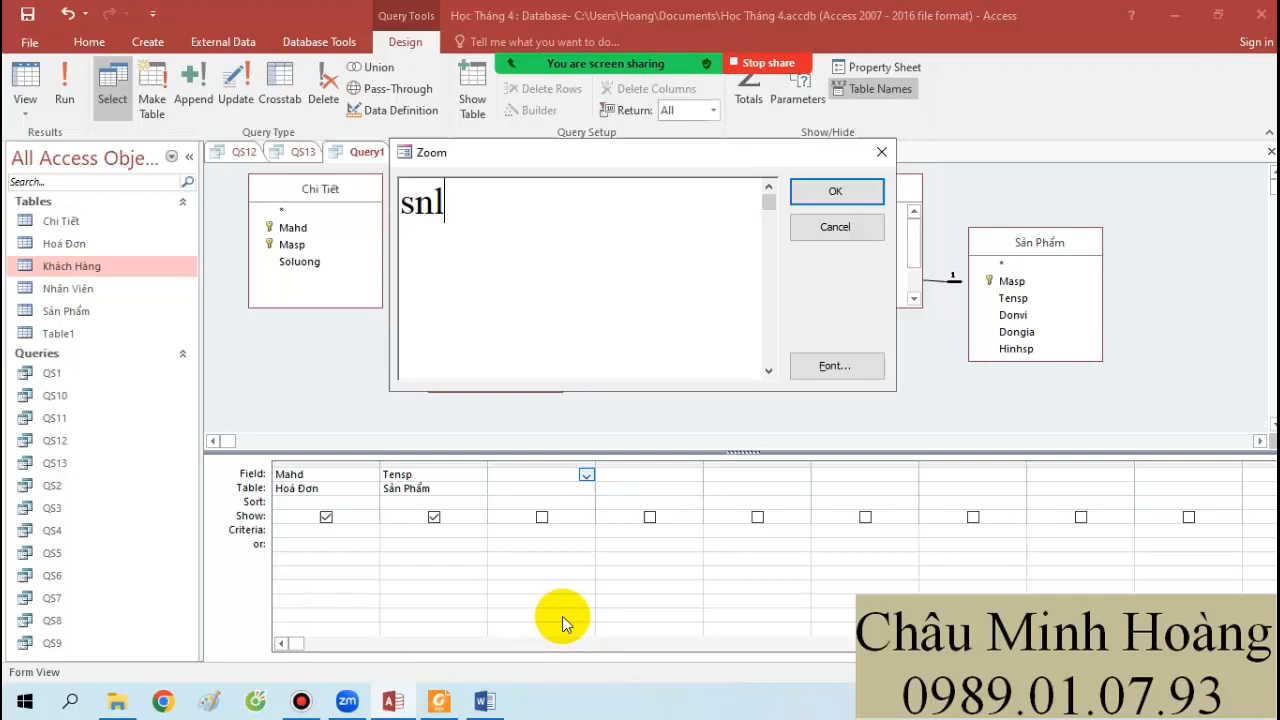 Query Tools
Học Tháng 4 : Database- C:\Users\Hoang\Documents\Học Tháng 4.accdb (Access 2007 - 2016 file format) - Access
File Home Create External Data Database Tools Design Tell me what you want to do... Sign in
You are screen sharing Stop share
View Run Select Make Table Append Update Crosstab Delete
Union
Pass-Through
Data Definition
Show Table
Delete Rows
Builder
Delete Columns
Return: All
Totals Parameters
Property Sheet
Table Names
Results Query Type Query Setup Show/Hide
All Access Obje...
Search...
Tables
Chi Tiết
Hoá Đơn
Khách Hàng
Nhân Viên
Sản Phẩm
Table1
Queries
QS1
QS10
QS11
QS12
QS13
QS2
QS3
QS4
QS5
QS6
QS7
QS8
QS9
QS12 QS13 Query1
Chi Tiết
*
Mahd
Masp
Soluong
Zoom
snl
OK
Cancel
Font...
1
Sản Phẩm
*
Masp
Tensp
Donvi
Dongia
Hinhsp
Field: Mahd Tensp
Table: Hoá Đơn Sản Phẩm
Sort:
Show:
Criteria:
or:
Form View
Châu Minh Hoàng
0989.01.07.93
zm